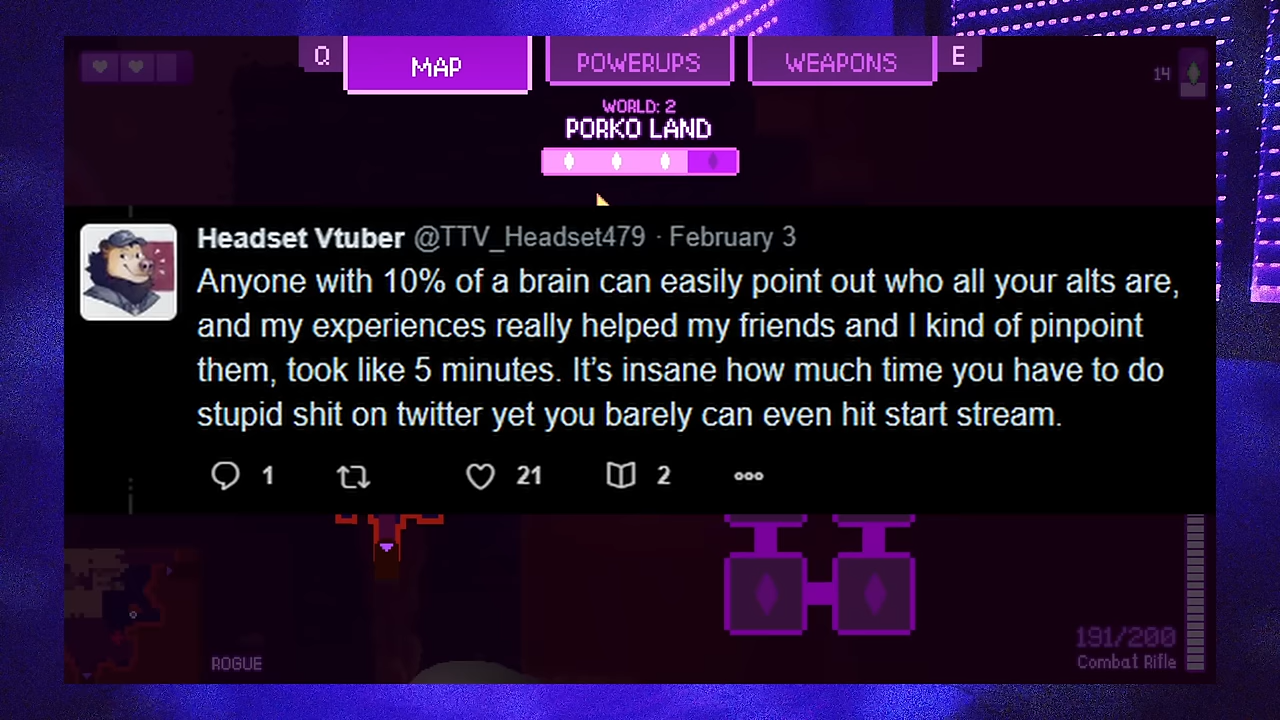 Q MAP POWERUPS WEAPONS E
14
WORLD: 2
PORKO LAND
Headset Vtuber @TTV_Headset479 · February 3
Anyone with 10% of a brain can easily point out who all your alts are,
and my experiences really helped my friends and I kind of pinpoint
them, took like 5 minutes. It’s insane how much time you have to do
stupid shit on twitter yet you barely can even hit start stream.
1 21 2
191/200
ROGUE Combat Rifle